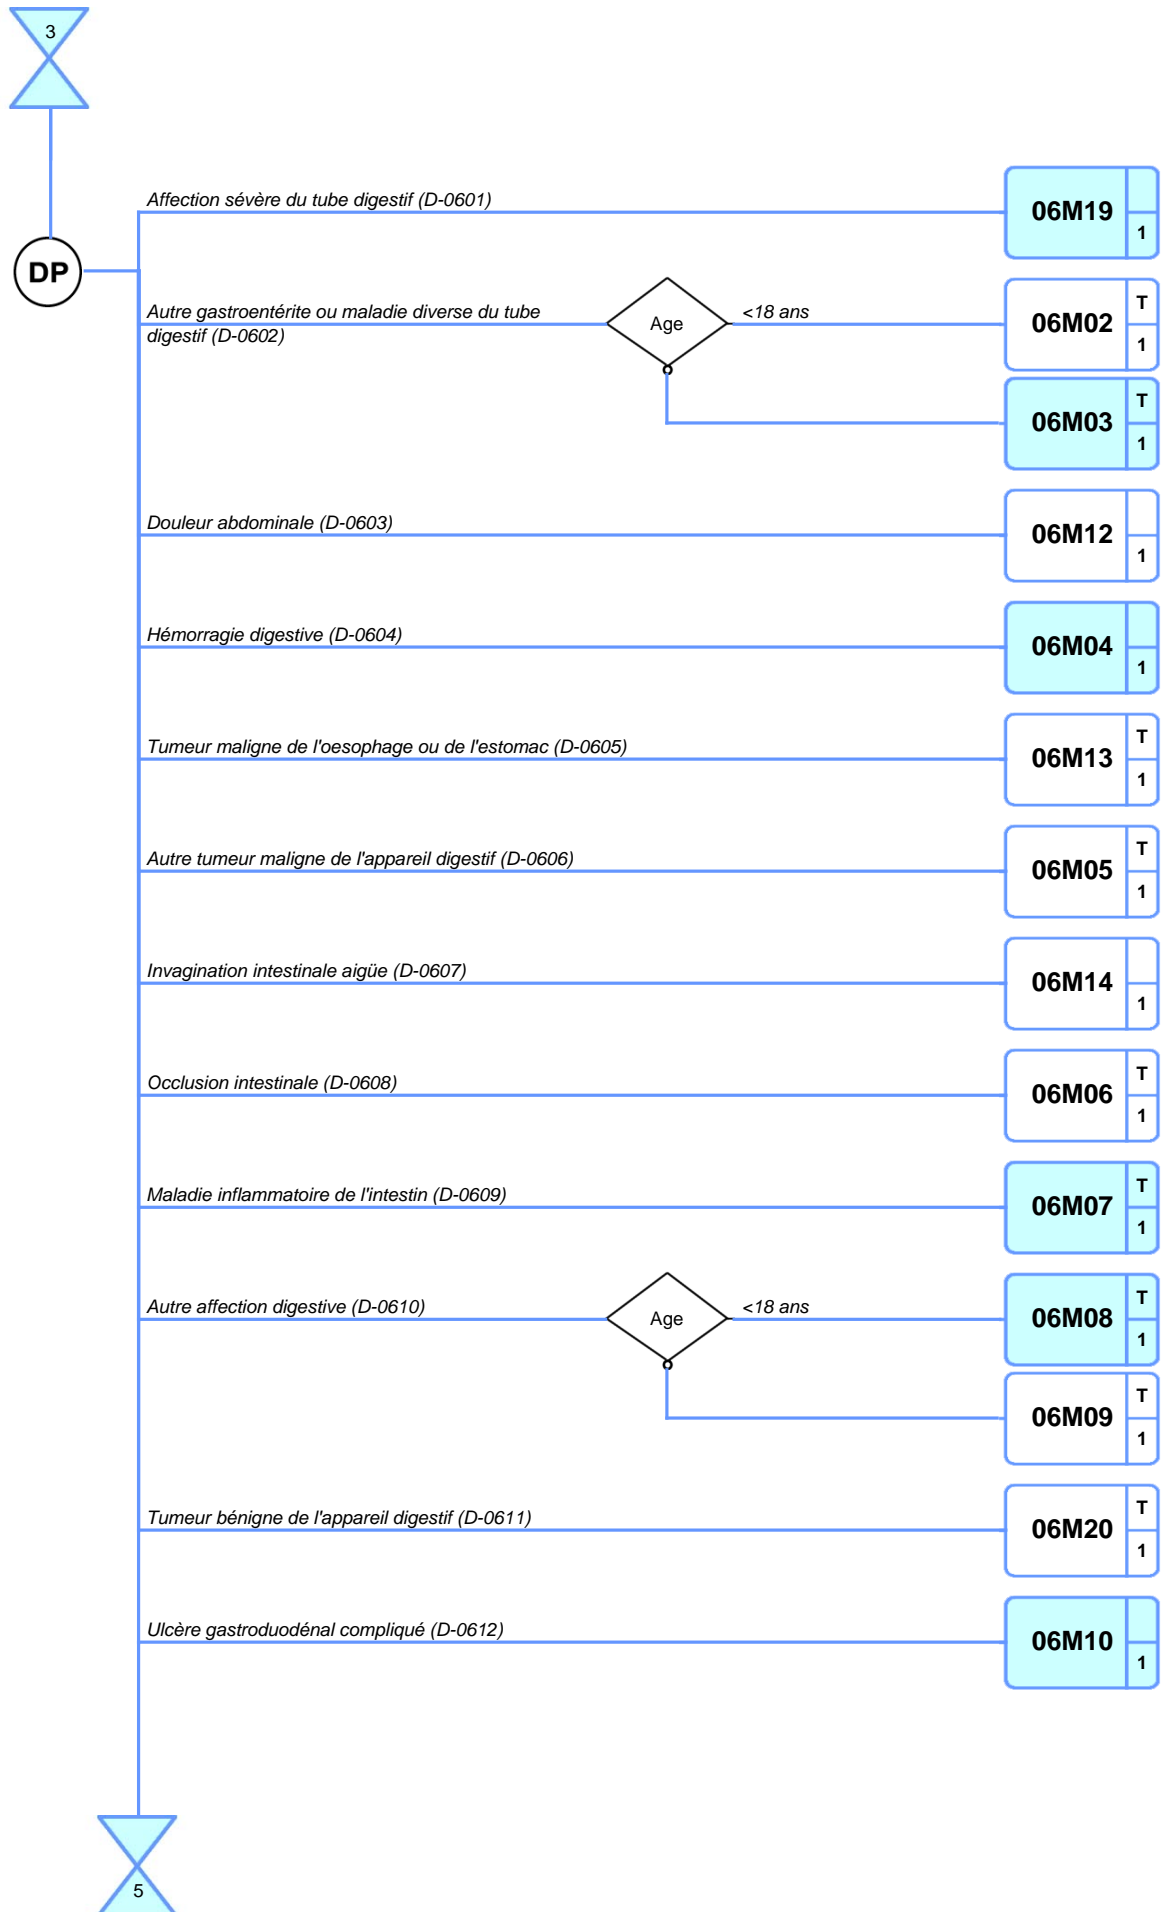 3
Affection sévère du tube digestif (D-0601)
06M19
1
DP
Autre gastroentérite ou maladie diverse du tube
digestif (D-0602)
Age
<18 ans
06M02
T
1
06M03
T
1
Douleur abdominale (D-0603)
06M12
1
Hémorragie digestive (D-0604)
06M04
1
Tumeur maligne de l'oesophage ou de l'estomac (D-0605)
06M13
T
1
Autre tumeur maligne de l'appareil digestif (D-0606)
06M05
T
1
Invagination intestinale aigüe (D-0607)
06M14
1
Occlusion intestinale (D-0608)
06M06
T
1
Maladie inflammatoire de l'intestin (D-0609)
06M07
T
1
Autre affection digestive (D-0610)
Age
<18 ans
06M08
T
1
06M09
T
1
Tumeur bénigne de l'appareil digestif (D-0611)
06M20
T
1
Ulcère gastroduodénal compliqué (D-0612)
06M10
1
5